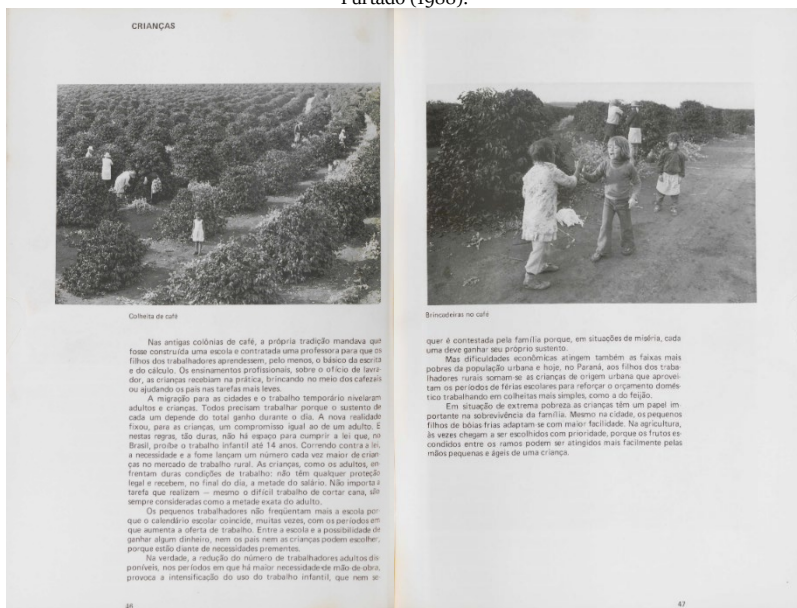 Furtado (1988).
CRIANÇAS
Colheita de café
Nas antigas colônias de café, a própria tradição mandava que
fosse construída uma escola e contratada uma professora para que os
filhos dos trabalhadores aprendessem, pelo menos, o básico da escrita
e do cálculo. Os ensinamentos profissionais, sobre o ofício de lavra-
dor, as crianças recebiam na prática, brincando no meio dos cafezais
ou ajudando os pais nas tarefas mais leves.
A migração para as cidades e o trabalho temporário nivelaram
adultos e crianças. Todos precisam trabalhar porque o sustento de
cada um depende do total ganho durante o dia. A nova realidade
fixou, para as crianças, um compromisso igual ao de um adulto. E
nestas regras, tão duras, não há espaço para cumprir a lei que, no
Brasil, proíbe o trabalho infantil até 14 anos. Correndo contra a lei,
a necessidade e a fome lançam um número cada vez maior de crian-
ças no mercado de trabalho rural. As crianças, como os adultos, en-
frentam duras condições de trabalho: não têm qualquer proteção
legal e recebem, no final do dia, a metade do salário. Não importa a
tarefa que realizem — mesmo o difícil trabalho de cortar cana, são
sempre consideradas como a metade exata do adulto.
Os pequenos trabalhadores não freqüentam mais a escola por-
que o calendário escolar coincide, muitas vezes, com os períodos em
que aumenta a oferta de trabalho. Entre a escola e a possibilidade de
ganhar algum dinheiro, nem os pais nem as crianças podem escolher,
porque estão diante de necessidades prementes.
Na verdade, a redução do número de trabalhadores adultos dis-
poníveis, nos períodos em que há maior necessidade de mão-de-obra,
provoca a intensificação do uso do trabalho infantil, que nem se-
46
Brincadeiras no café
quer é contestada pela família porque, em situações de miséria, cada
uma deve ganhar seu próprio sustento.
Mas dificuldades econômicas atingem também as faixas mais
pobres da população urbana e hoje, no Paraná, aos filhos dos traba-
lhadores rurais somam-se as crianças de origem urbana que aprovei-
tam os períodos de férias escolares para reforçar o orçamento domés-
tico trabalhando em colheitas mais simples, como a do feijão.
Em situação de extrema pobreza as crianças têm um papel im-
portante na sobrevivência da família. Mesmo na cidade, os pequenos
filhos de bóias frias adaptam-se com maior facilidade. Na agricultura,
às vezes chegam a ser escolhidos com prioridade, porque os frutos es-
condidos entre os ramos podem ser atingidos mais facilmente pelas
mãos pequenas e ágeis de uma criança.
47